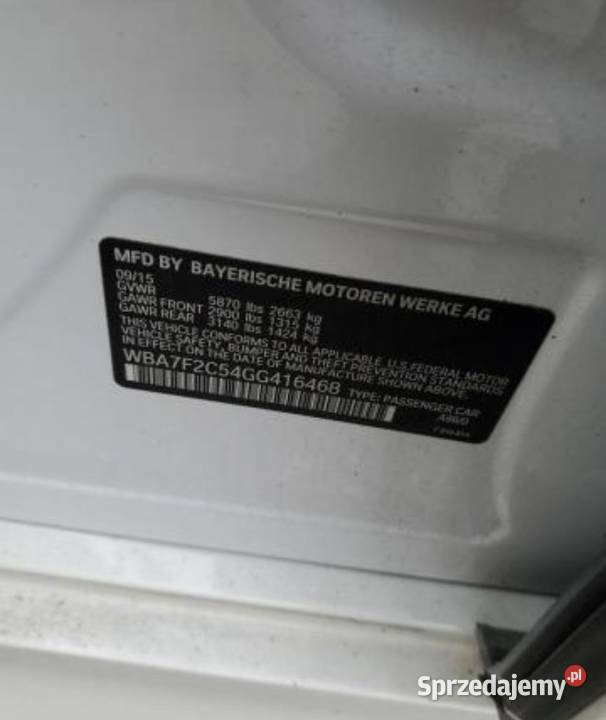 MFD BY BAYERISCHE MOTOREN WERKE AG
09/15
GVWR 5870 lbs 2663 kg
GAWR FRONT 2900 lbs 1315 kg
GAWR REAR 3140 lbs 1424 kg
THIS VEHICLE CONFORMS TO ALL APPLICABLE U.S.FEDERAL MOTOR
VEHICLE SAFETY, BUMPER AND THEFT PREVENTION STANDARDS
IN EFFECT ON THE DATE OF MANUFACTURE SHOWN ABOVE.
WBA7F2C54GG416468 TYPE: PASSENGER CAR
Sprzedajemy.pl